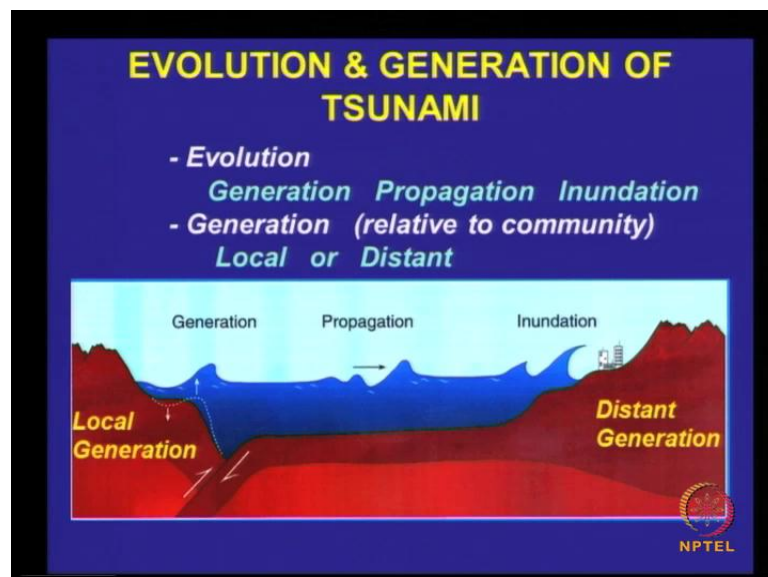 EVOLUTION & GENERATION OF
TSUNAMI
- Evolution
Generation Propagation Inundation
- Generation (relative to community)
Local or Distant
Generation Propagation Inundation
Local
Generation
Distant
Generation
NPTEL